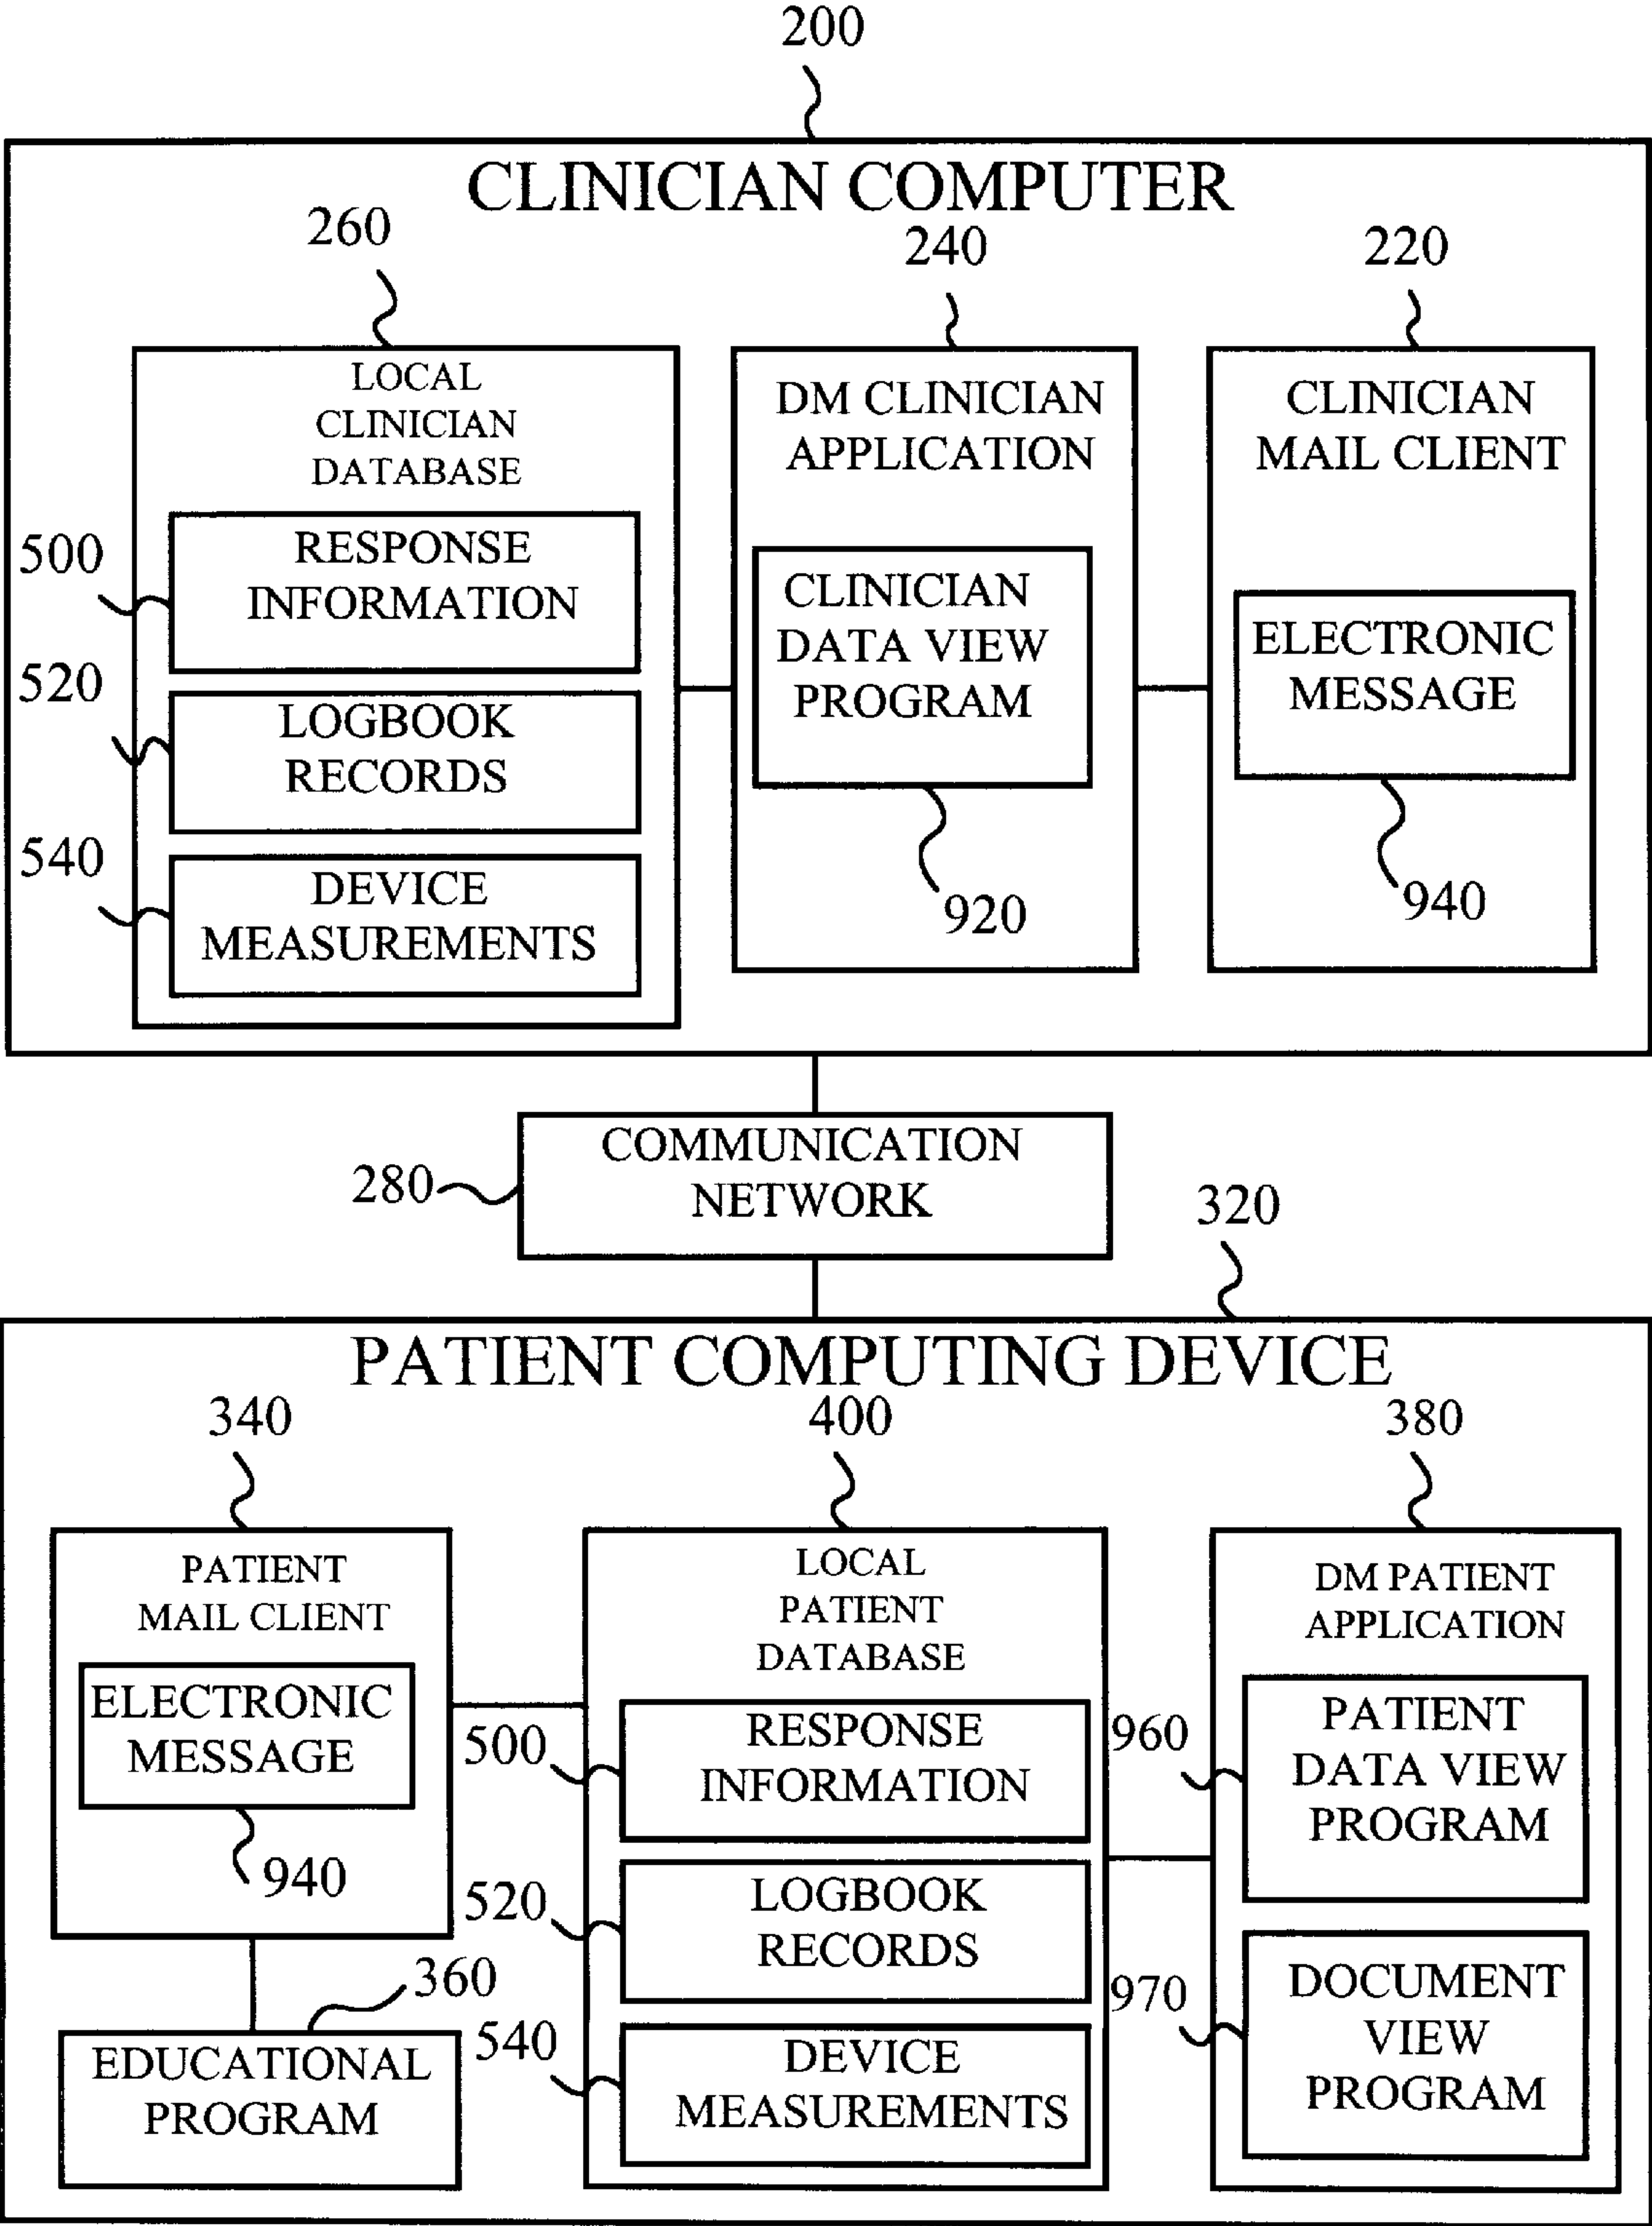 200
CLINICIAN COMPUTER
260
240
220
LOCAL
CLINICIAN
DATABASE
500
RESPONSE
INFORMATION
520
LOGBOOK
RECORDS
540
DEVICE
MEASUREMENTS
DM CLINICIAN
APPLICATION
CLINICIAN
DATA VIEW
PROGRAM
920
CLINICIAN
MAIL CLIENT
ELECTRONIC
MESSAGE
940
COMMUNICATION
NETWORK
280
320
PATIENT COMPUTING DEVICE
340
400
380
PATIENT
MAIL CLIENT
ELECTRONIC
MESSAGE
940
360
EDUCATIONAL
PROGRAM
LOCAL
PATIENT
DATABASE
500
RESPONSE
INFORMATION
520
LOGBOOK
RECORDS
540
DEVICE
MEASUREMENTS
DM PATIENT
APPLICATION
960
PATIENT
DATA VIEW
PROGRAM
970
DOCUMENT
VIEW
PROGRAM